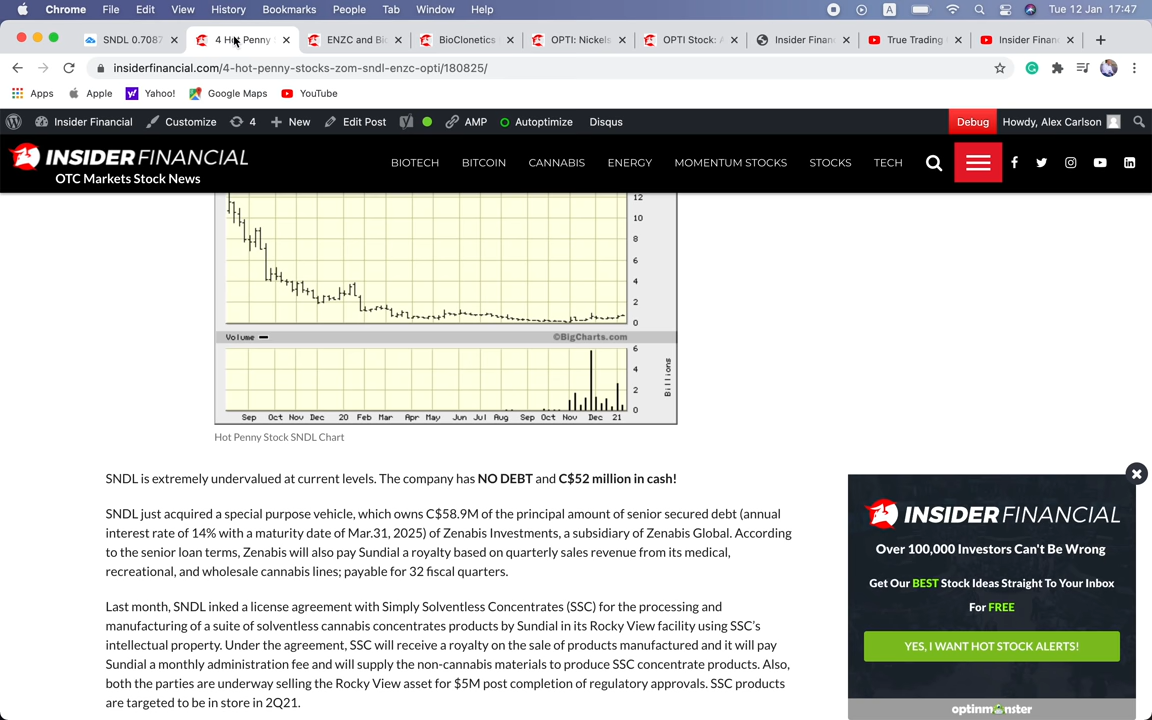 Chrome File Edit View History Bookmarks People Tab Window Help A Tue 12 Jan 17:47
SNDL 0.7087 4 Hot Penny ENZC and Bio BioClonetics OPTI: Nickels OPTI Stock: A Insider Finan True Trading Insider Finan
insiderfinancial.com/4-hot-penny-stocks-zom-sndl-enzc-opti/180825/
Apps Apple Yahoo! Google Maps YouTube
Insider Financial Customize 4 New Edit Post AMP Autoptimize Disqus Debug Howdy, Alex Carlson
INSIDER FINANCIAL
OTC Markets Stock News
BIOTECH BITCOIN CANNABIS ENERGY MOMENTUM STOCKS STOCKS TECH
12
10
8
6
4
2
0
Volume ©BigCharts.com
6
4
2
0
Billions
Sep Oct Nov Dec 20 Feb Mar Apr May Jun Jul Aug Sep Oct Nov Dec 21
Hot Penny Stock SNDL Chart
SNDL is extremely undervalued at current levels. The company has NO DEBT and C$52 million in cash!
SNDL just acquired a special purpose vehicle, which owns C$58.9M of the principal amount of senior secured debt (annual
interest rate of 14% with a maturity date of Mar.31, 2025) of Zenabis Investments, a subsidiary of Zenabis Global. According
to the senior loan terms, Zenabis will also pay Sundial a royalty based on quarterly sales revenue from its medical,
recreational, and wholesale cannabis lines; payable for 32 fiscal quarters.
Last month, SNDL inked a license agreement with Simply Solventless Concentrates (SSC) for the processing and
manufacturing of a suite of solventless cannabis concentrates products by Sundial in its Rocky View facility using SSC's
intellectual property. Under the agreement, SSC will receive a royalty on the sale of products manufactured and it will pay
Sundial a monthly administration fee and will supply the non-cannabis materials to produce SSC concentrate products. Also,
both the parties are underway selling the Rocky View asset for $5M post completion of regulatory approvals. SSC products
are targeted to be in store in 2Q21.
INSIDER FINANCIAL
Over 100,000 Investors Can't Be Wrong
Get Our BEST Stock Ideas Straight To Your Inbox
For FREE
YES, I WANT HOT STOCK ALERTS!
optinmonster